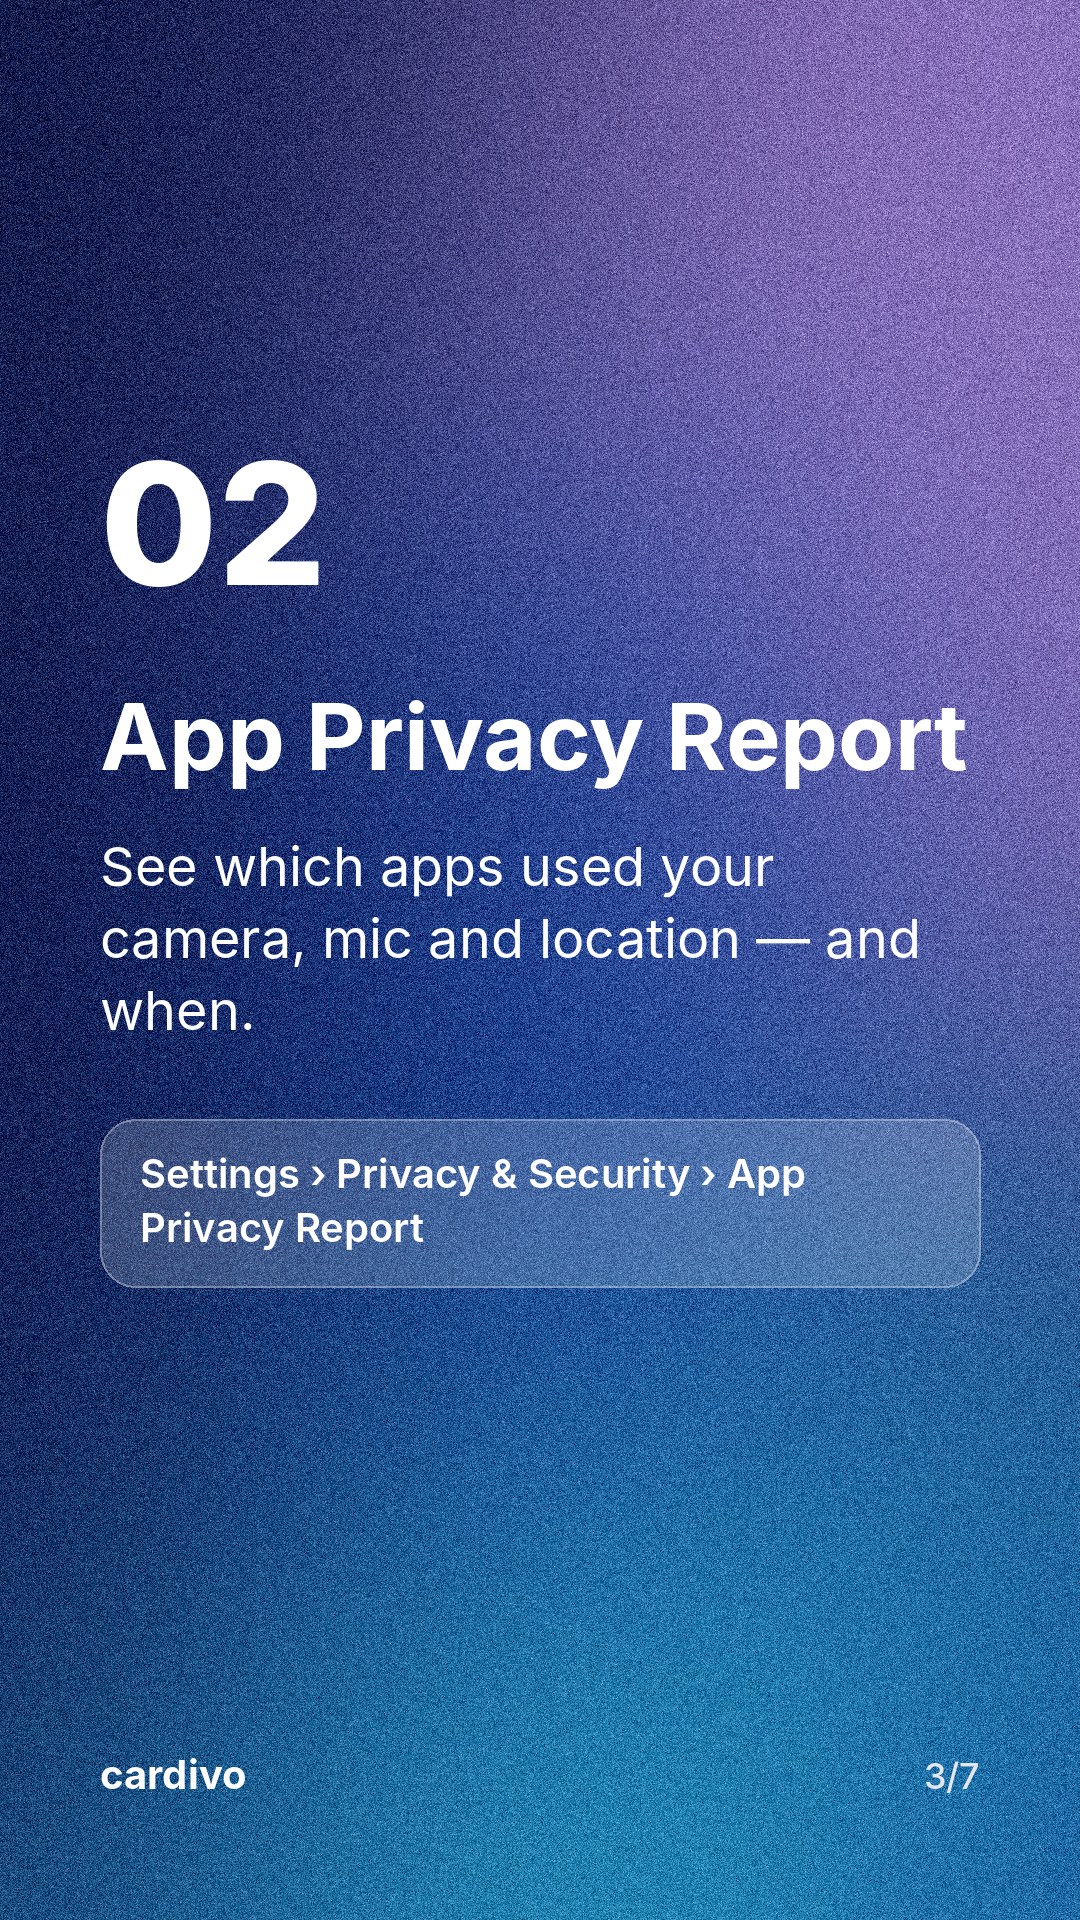 02
App Privacy Report
See which apps used your
camera, mic and location — and
when.
Settings › Privacy & Security › App
Privacy Report
cardivo
3/7